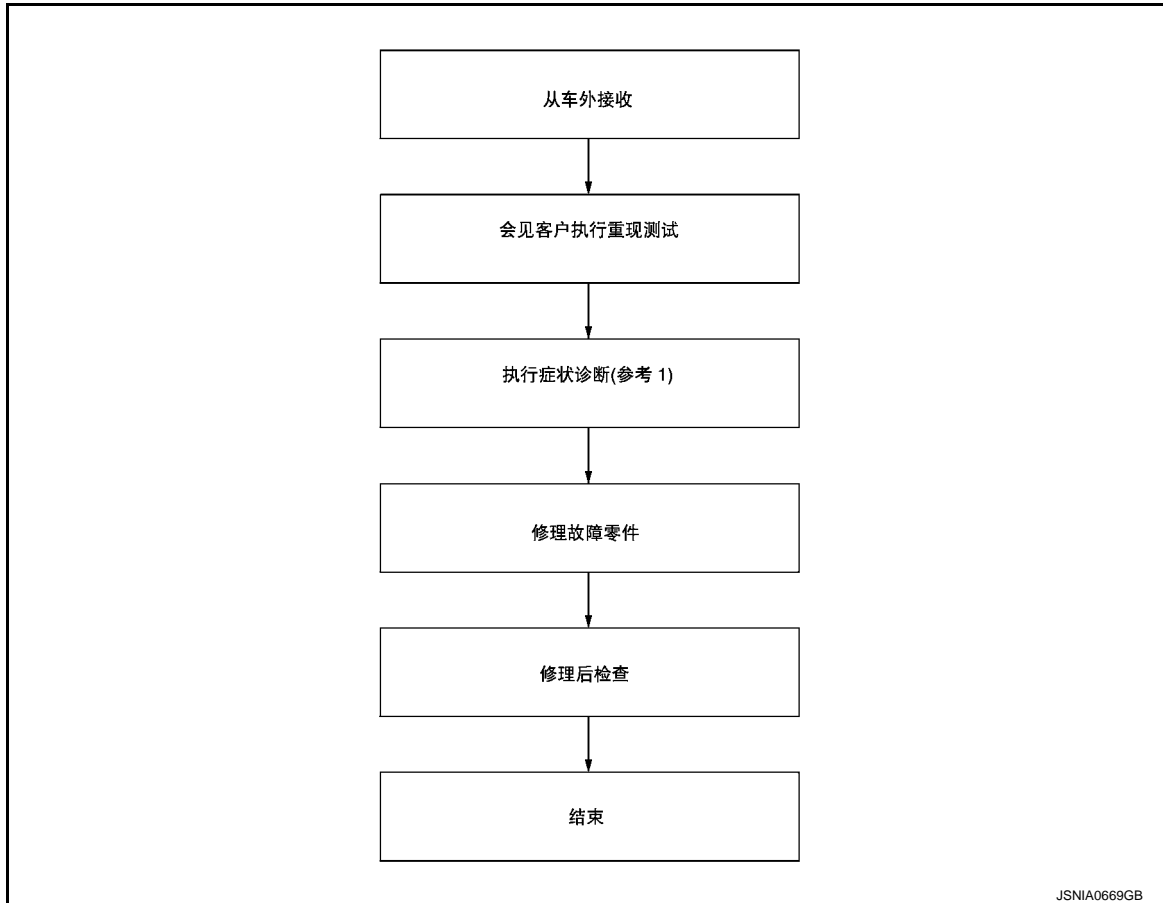 从车外接收
会见客户执行重现测试
执行症状诊断(参考 1)
修理故障零件
修理后检查
结束
JSNIA0669GB